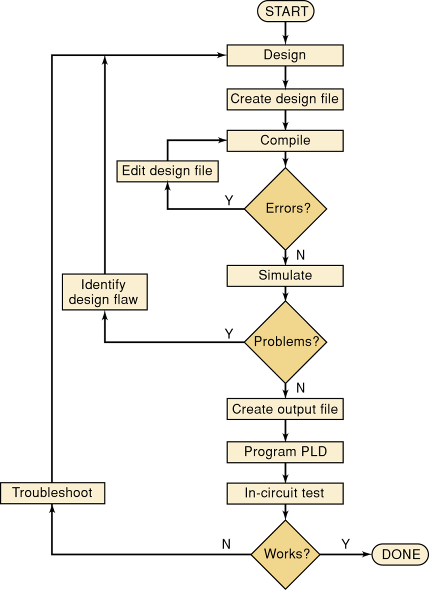 START
Design
Create design file
Compile
Edit design file
Y
Errors?
N
Simulate
Identify
design flaw
Y
Problems?
N
Create output file
Program PLD
Troubleshoot
In-circuit test
N
Works?
Y
DONE